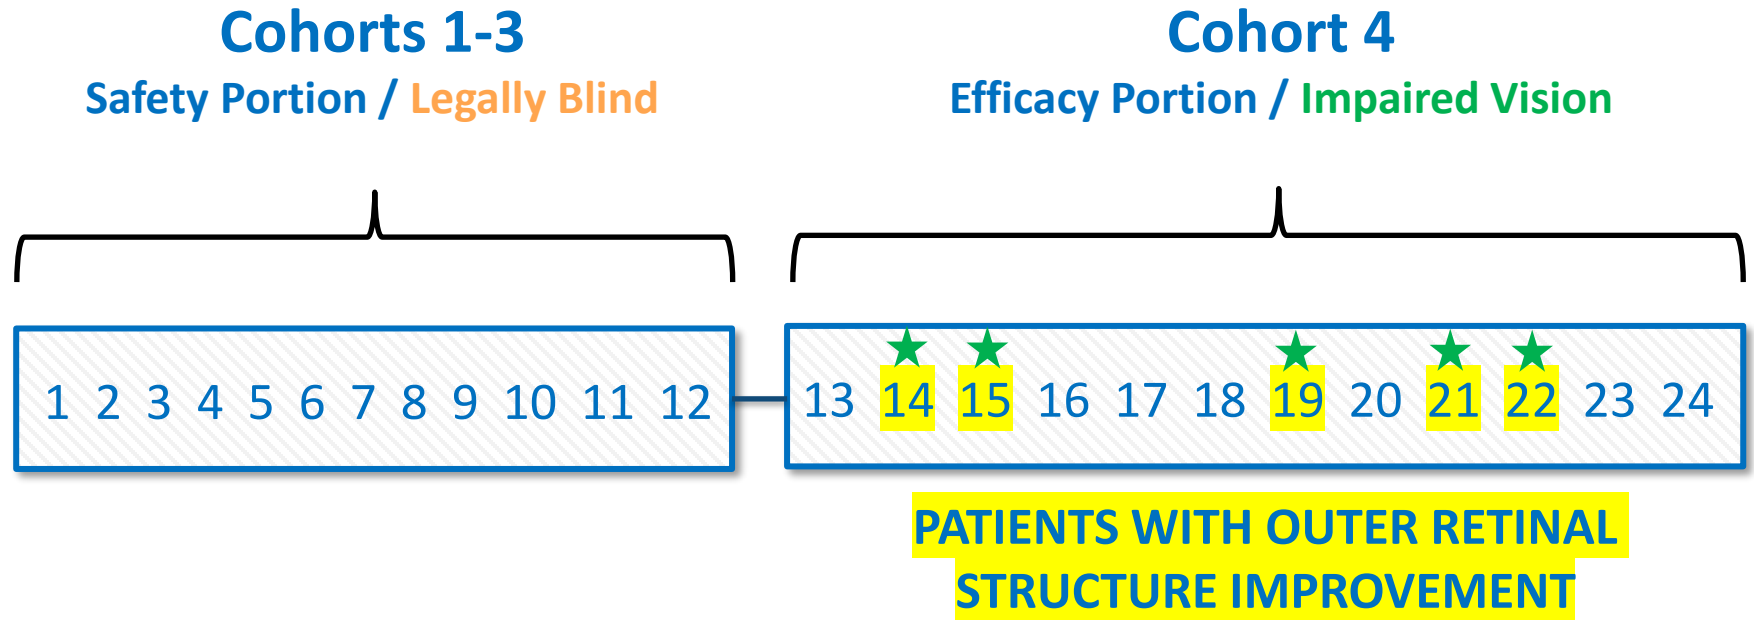 Cohorts 1-3
Safety Portion / Legally Blind
1 2 3 4 5 6 7 8 9 10 11 12
Cohort 4
Efficacy Portion / Impaired Vision
13 14 15 16 17 18 19 20 21 22 23 24
PATIENTS WITH OUTER RETINAL
STRUCTURE IMPROVEMENT